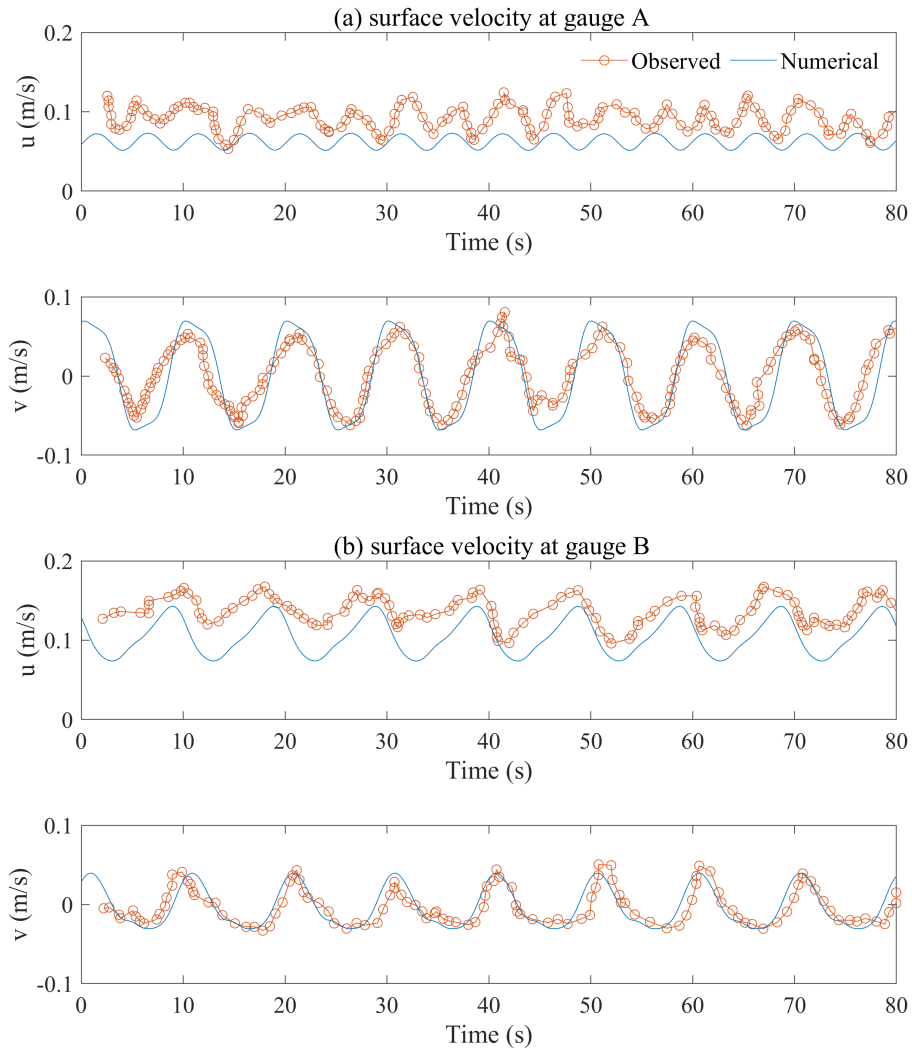 (a) surface velocity at gauge A
0.2
0.1
0
u (m/s)
Observed Numerical
0 10 20 30 40 50 60 70 80
Time (s)
0.1
0
-0.1
v (m/s)
0 10 20 30 40 50 60 70 80
Time (s)
(b) surface velocity at gauge B
0.2
0.1
0
u (m/s)
0 10 20 30 40 50 60 70 80
Time (s)
0.1
0
-0.1
v (m/s)
0 10 20 30 40 50 60 70 80
Time (s)